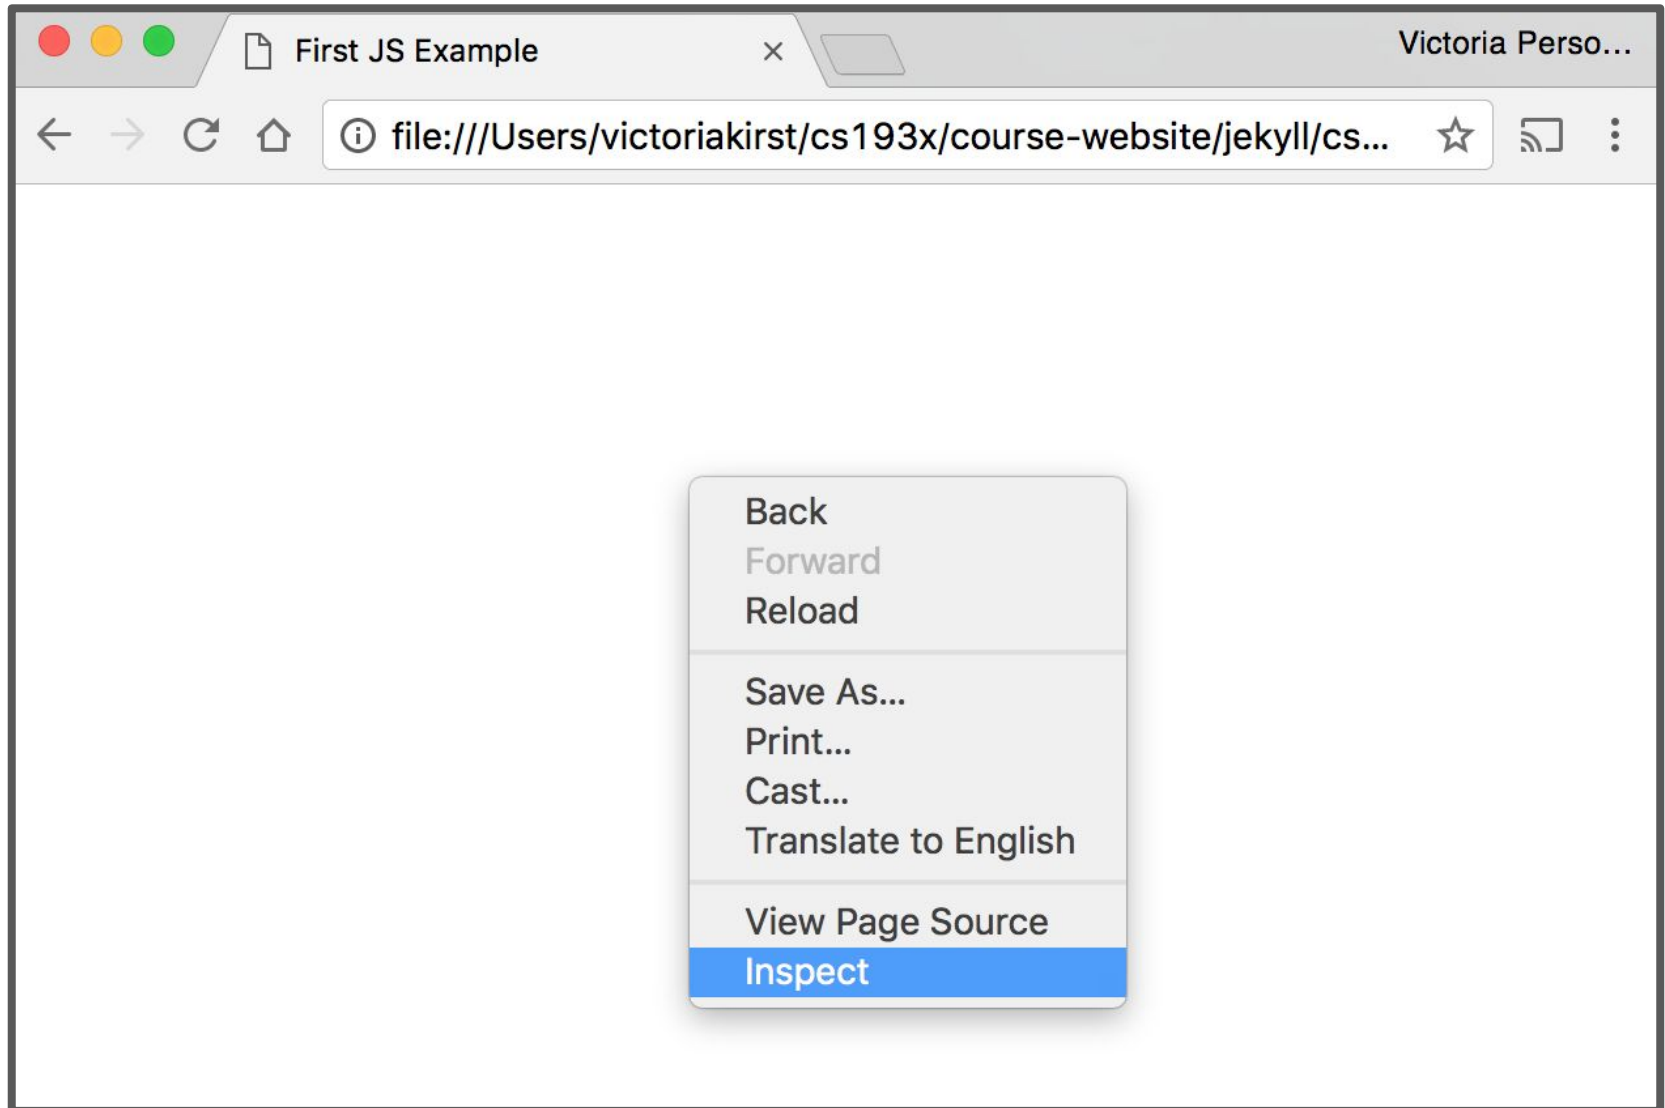 First JS Example
Victoria Perso...
file:///Users/victoriakirst/cs193x/course-website/jekyll/cs...
Back
Forward
Reload
Save As...
Print...
Cast...
Translate to English
View Page Source
Inspect